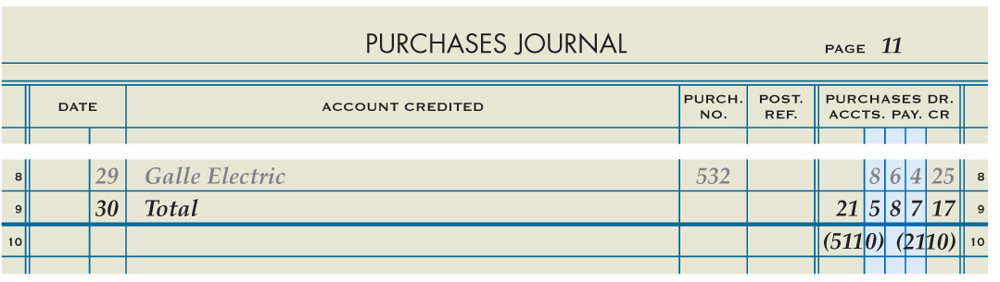 PURCHASES JOURNAL PAGE 11
DATE ACCOUNT CREDITED PURCH. NO. POST. REF. PURCHASES DR. ACCTS. PAY. CR
8 29 Galle Electric 532 8 6 4 25 8
9 30 Total 21 5 8 7 17 9
10 (5110) (2110) 10